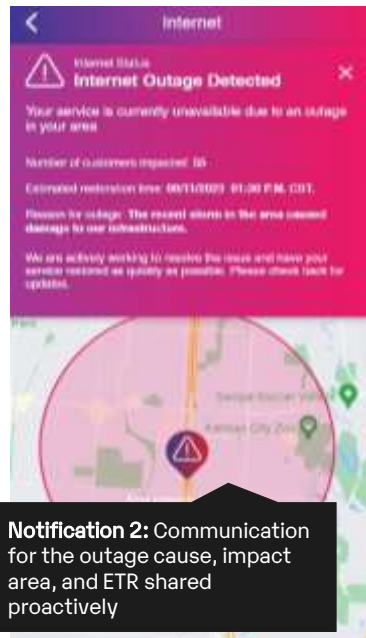 Internet
Internet Status
Internet Outage Detected
Your service is currently unavailable due to an outage
in your area
Number of customers impacted:
Estimated restoration time: 09/11/2023 01:30 P.M. CDT.
Reason for outage: The recent storm in the area caused
damage to our infrastructure.
We are actively working to resolve the issue and have your
service restored as quickly as possible. Please check back for
updates.
Soccer
Kansas City Zoo
Notification 2: Communication
for the outage cause, impact
area, and ETR shared
proactively